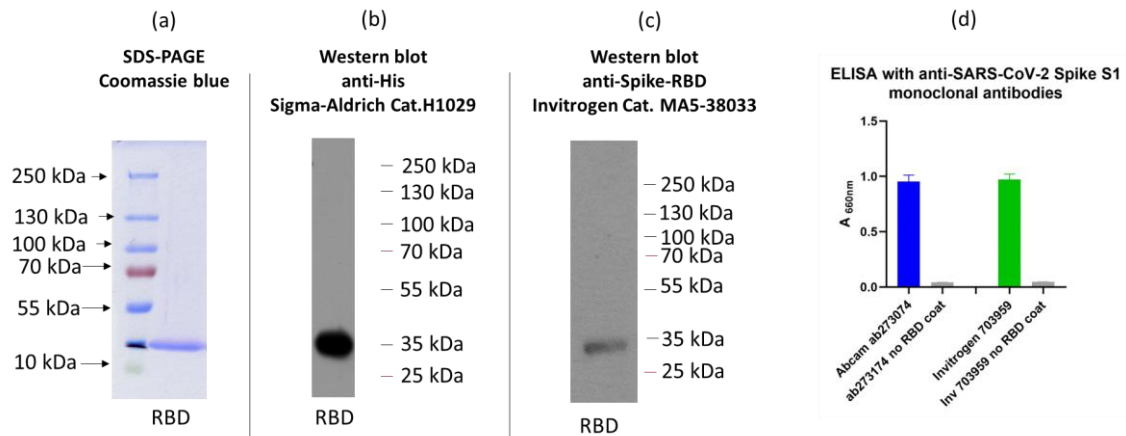 (a)
SDS-PAGE
Coomassie blue
250 kDa
130 kDa
100 kDa
70 kDa
55 kDa
10 kDa
RBD
(b)
Western blot
anti-His
Sigma-Aldrich Cat.H1029
250 kDa
130 kDa
100 kDa
70 kDa
55 kDa
35 kDa
25 kDa
RBD
(c)
Western blot
anti-Spike-RBD
Invitrogen Cat. MA5-38033
250 kDa
130 kDa
100 kDa
70 kDa
55 kDa
35 kDa
25 kDa
RBD
(d)
ELISA with anti-SARS-CoV-2 Spike S1
monoclonal antibodies
A 660nm
1.5
1.0
0.5
0.0
Abcam ab273074
ab273174 no RBD coat
Invitrogen 703959
Inv 703959 no RBD coat